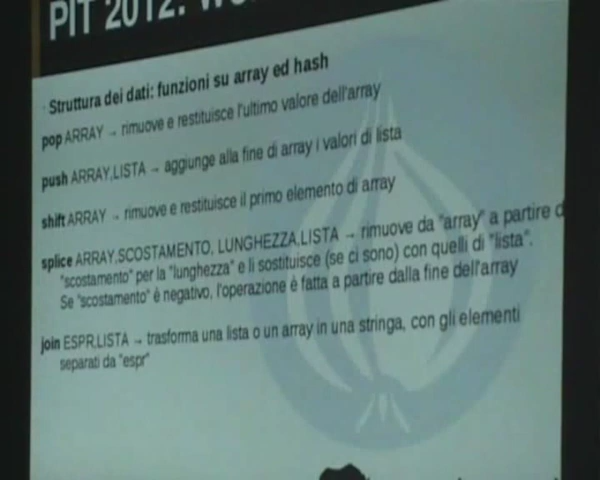 PIT 2012:
· Struttura dei dati: funzioni su array ed hash
pop ARRAY → rimuove e restituisce l'ultimo valore dell'array
push ARRAY,LISTA → aggiunge alla fine di array i valori di lista
shift ARRAY → rimuove e restituisce il primo elemento di array
splice ARRAY,SCOSTAMENTO, LUNGHEZZA,LISTA → rimuove da "array" a partire d
"scostamento" per la "lunghezza" e li sostituisce (se ci sono) con quelli di "lista".
Se "scostamento" è negativo, l'operazione è fatta a partire dalla fine dell'array
join ESPR,LISTA → trasforma una lista o un array in una stringa, con gli elementi
separati da "espr"